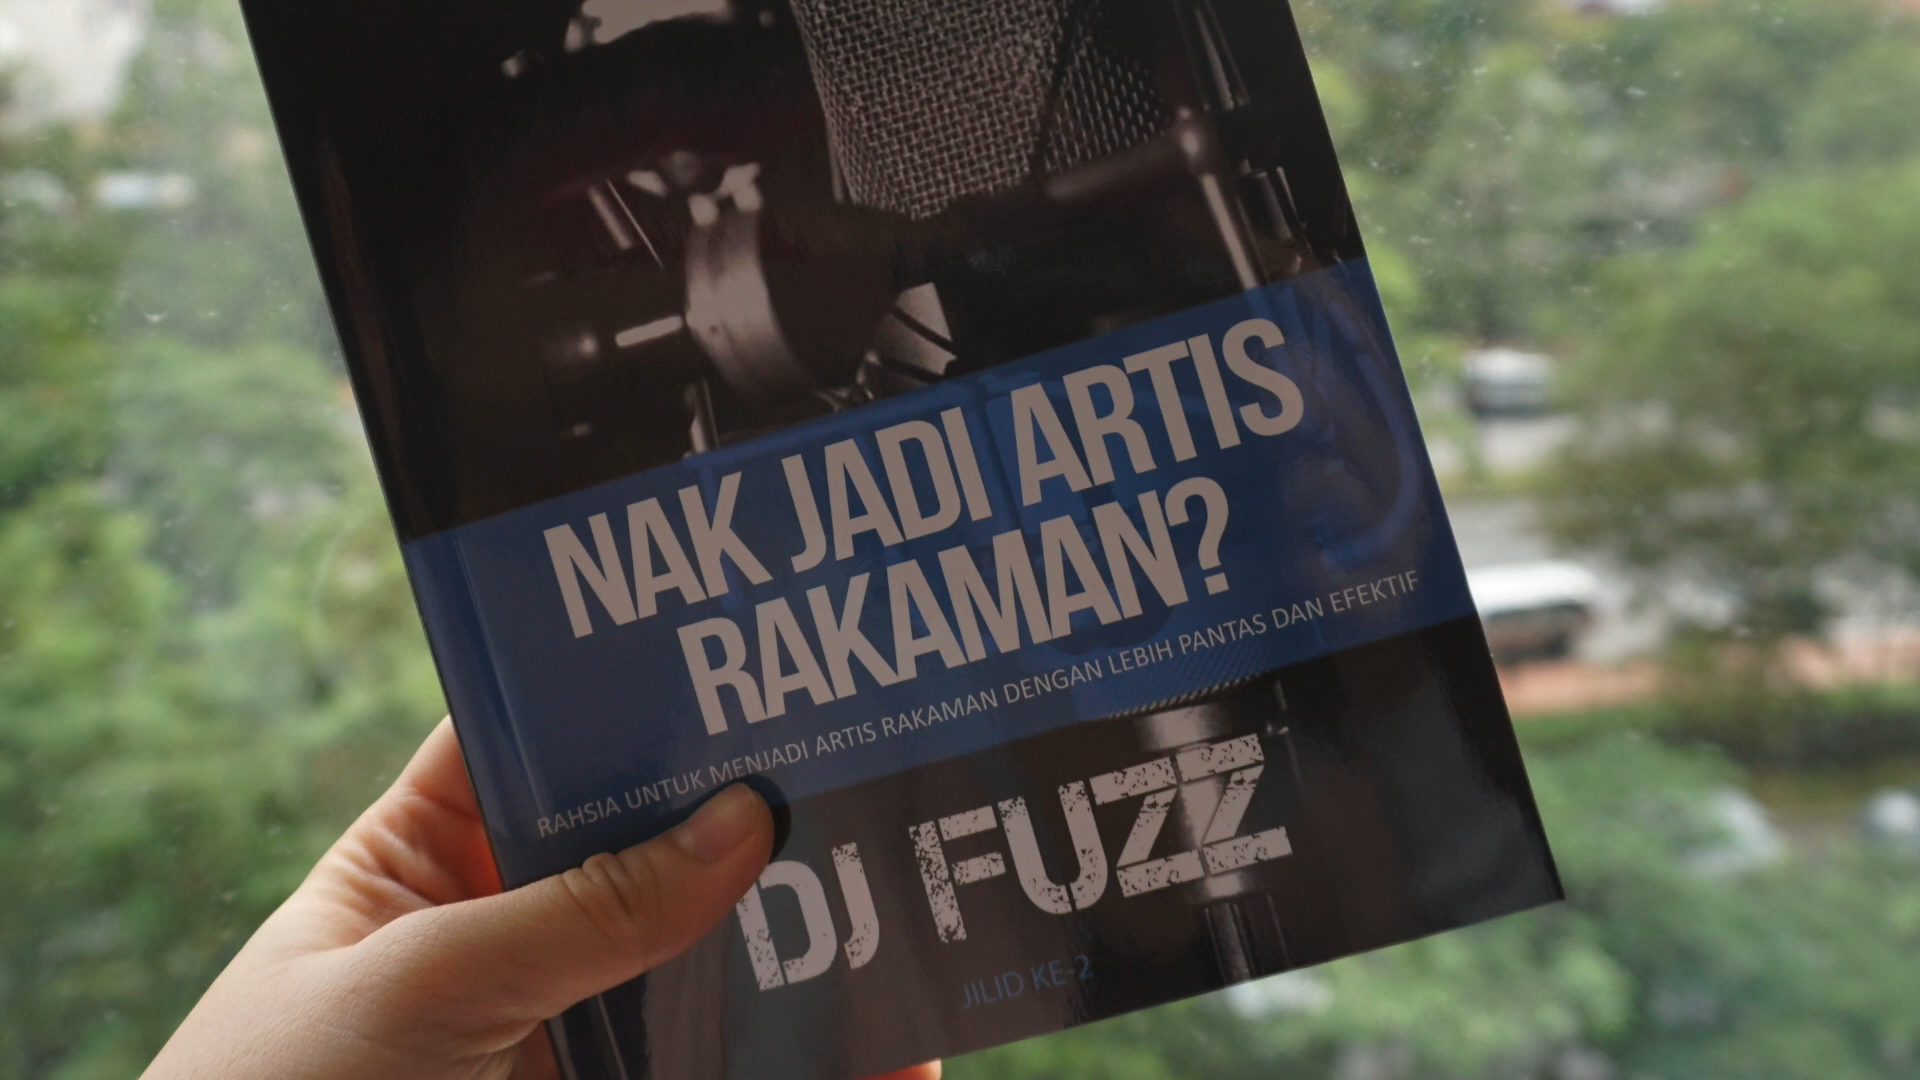 NAK JADI ARTIS
RAKAMAN?
RAHSIA UNTUK MENJADI ARTIS RAKAMAN DENGAN LEBIH PANTAS DAN EFEKTIF
DJ FUZZ
JILID KE-2